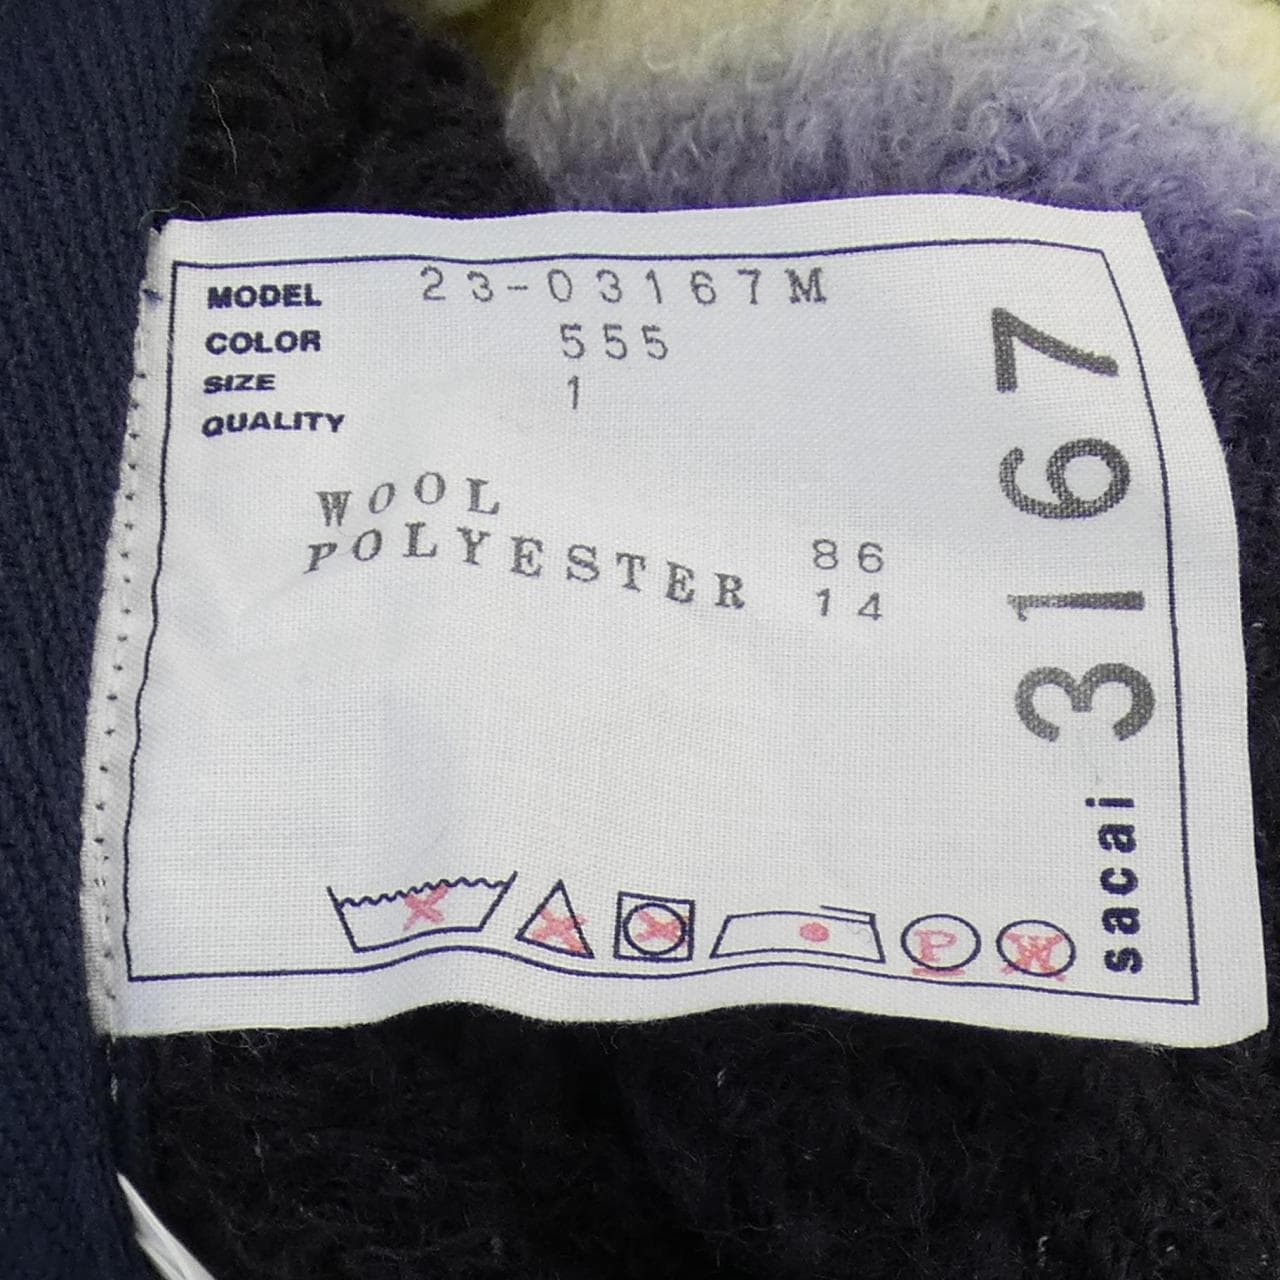 MODEL 23-03167M
COLOR 555
SIZE 1
QUALITY
WOOL 86
POLYESTER 14
P W
sacai 3167